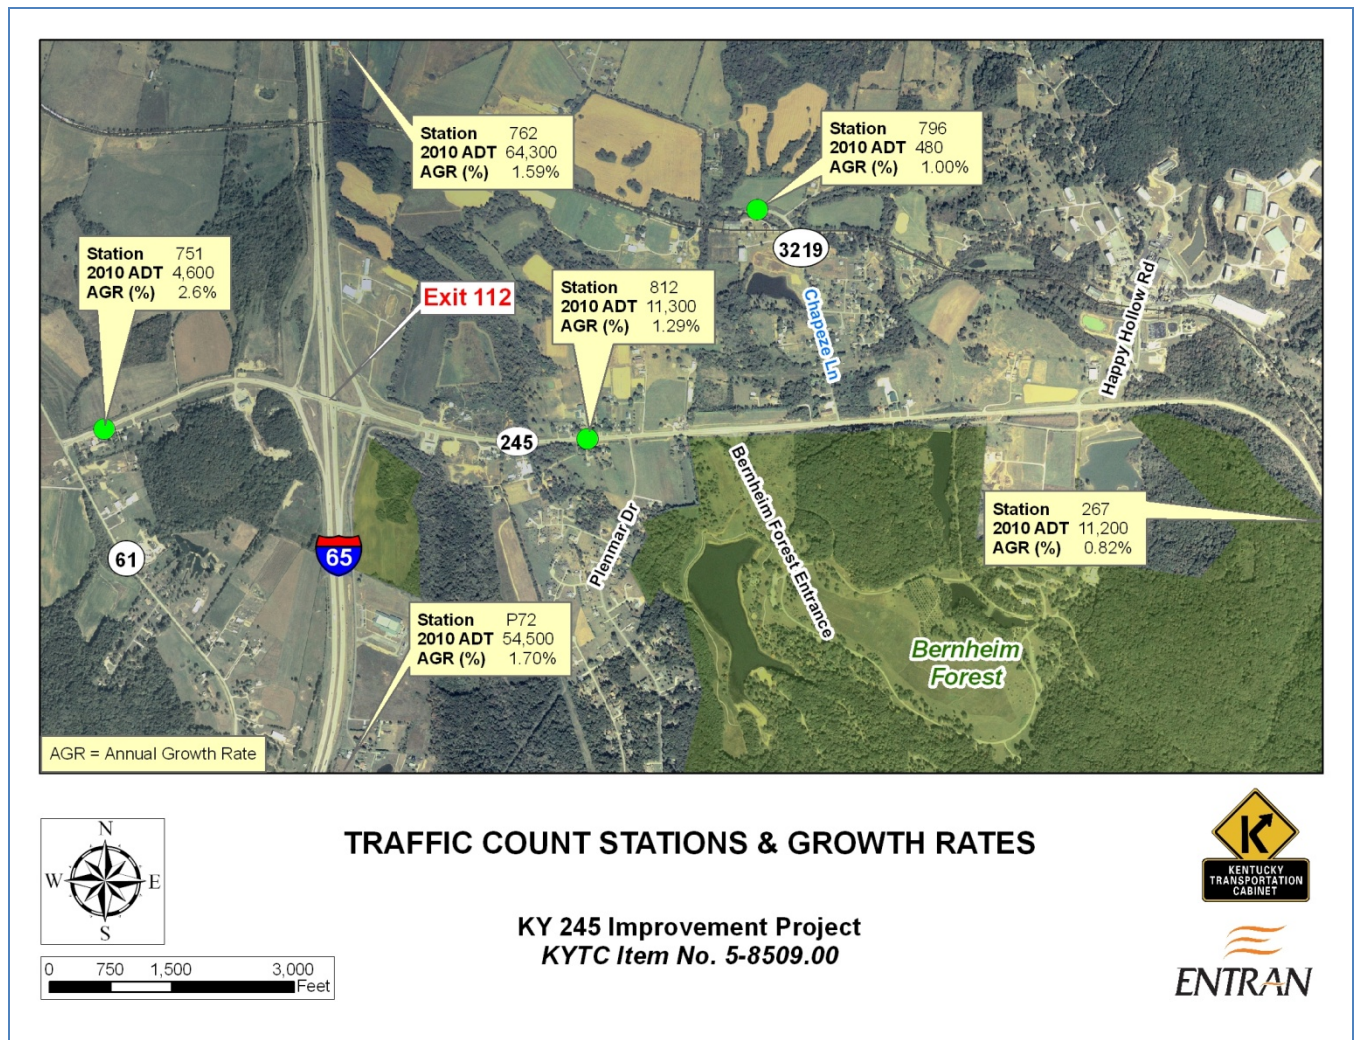 Station 762
2010 ADT 64,300
AGR (%) 1.59%
Station 796
2010 ADT 480
AGR (%) 1.00%
Station 751
2010 ADT 4,600
AGR (%) 2.6%
Exit 112
Station 812
2010 ADT 11,300
AGR (%) 1.29%
3219
Chapeze Ln
Happy Hollow Rd
245
Bernheim Forest Entrance
Plenmar Dr
61
65
Station 267
2010 ADT 11,200
AGR (%) 0.82%
Station P72
2010 ADT 54,500
AGR (%) 1.70%
Bernheim
Forest
AGR = Annual Growth Rate
N
W E
S
0 750 1,500 3,000
Feet
TRAFFIC COUNT STATIONS & GROWTH RATES
KY 245 Improvement Project
KYTC Item No. 5-8509.00
KENTUCKY
TRANSPORTATION
CABINET
ENTRAN